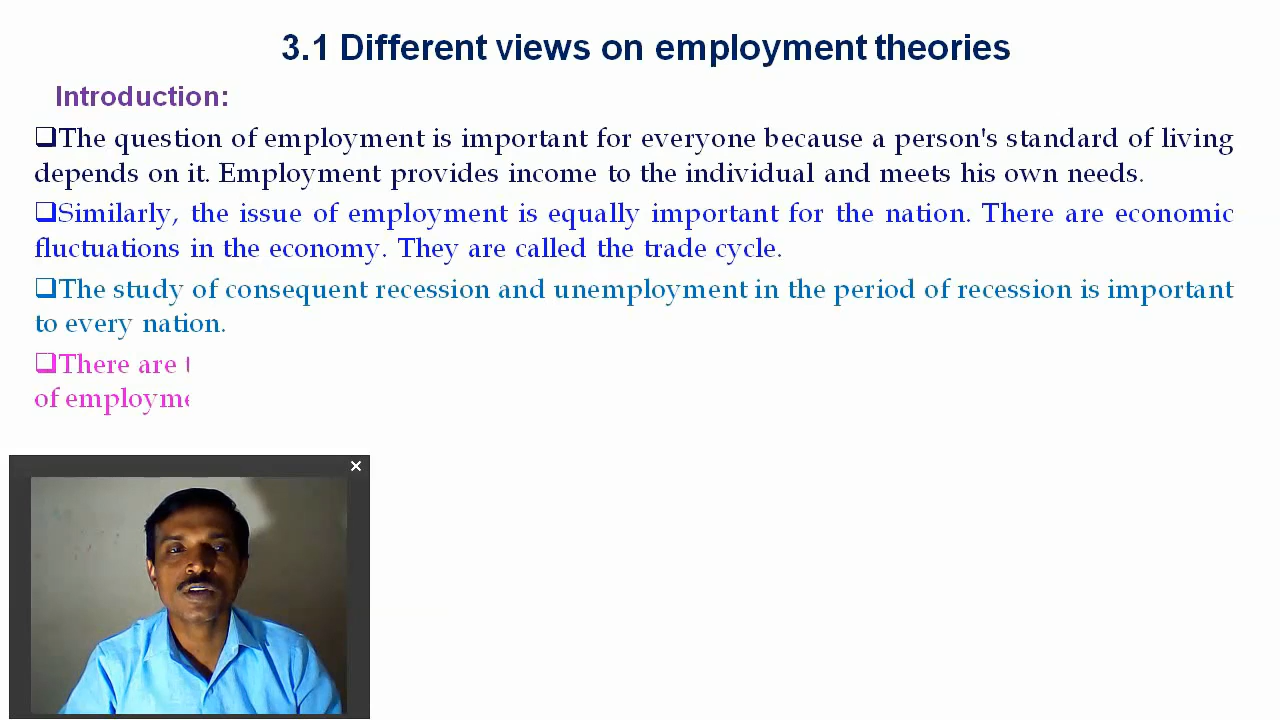 3.1 Different views on employment theories
Introduction:
❑The question of employment is important for everyone because a person's standard of living
depends on it. Employment provides income to the individual and meets his own needs.
❑Similarly, the issue of employment is equally important for the nation. There are economic
fluctuations in the economy. They are called the trade cycle.
❑The study of consequent recession and unemployment in the period of recession is important
to every nation.
❑There are
of